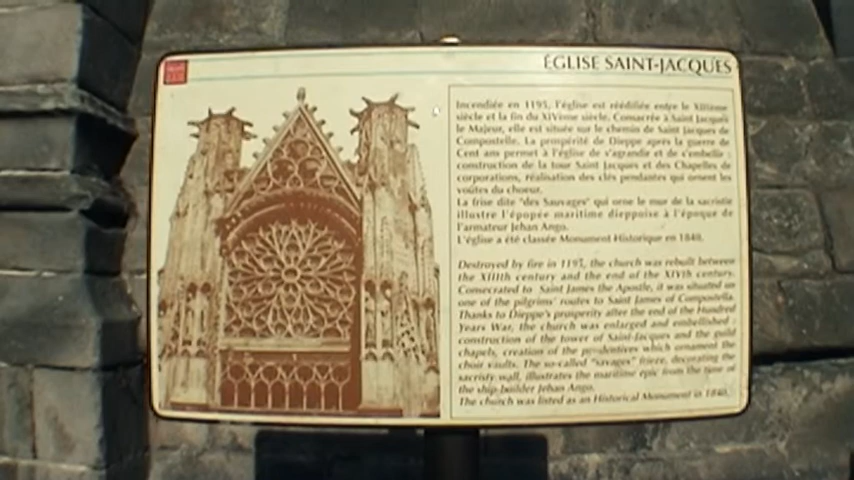 ÉGLISE SAINT-JACQUES
Incendiée en 1195, l'église est réédifiée entre le XIIIème
siècle et la fin du XIVème siècle. Consacrée à Saint Jacques
le Majeur, elle est située sur le chemin de Saint Jacques de
Compostelle. La prospérité de Dieppe après la guerre de
Cent ans permet à l'église de s'agrandir et de s'embellir :
construction de la tour Saint Jacques et des Chapelles de
corporations, réalisation des clés pendantes qui ornent les
voûtes du choeur.
La frise dite "des Sauvages" qui orne le mur de la sacristie
illustre l'épopée maritime dieppoise à l'époque de
l'armateur Jehan Ango.
L'église a été classée Monument Historique en 1840.
Destroyed by fire in 1195, the church was rebuilt between
the XIIIth century and the end of the XIVth century.
Consecrated to Saint James the Apostle, it was situated on
one of the pilgrims' routes to Saint James of Compostella.
Thanks to Dieppe's prosperity after the end of the Hundred
Years War, the church was enlarged and embellished :
construction of the tower of Saint-Jacques and the guild
chapels, creation of the pendentives which ornament the
choir vaults. The so-called "savages" frieze, decorating the
sacristy wall, illustrates the maritime epic from the time of
the ship-builder Jehan Ango.
The church was listed as an Historical Monument in 1840.